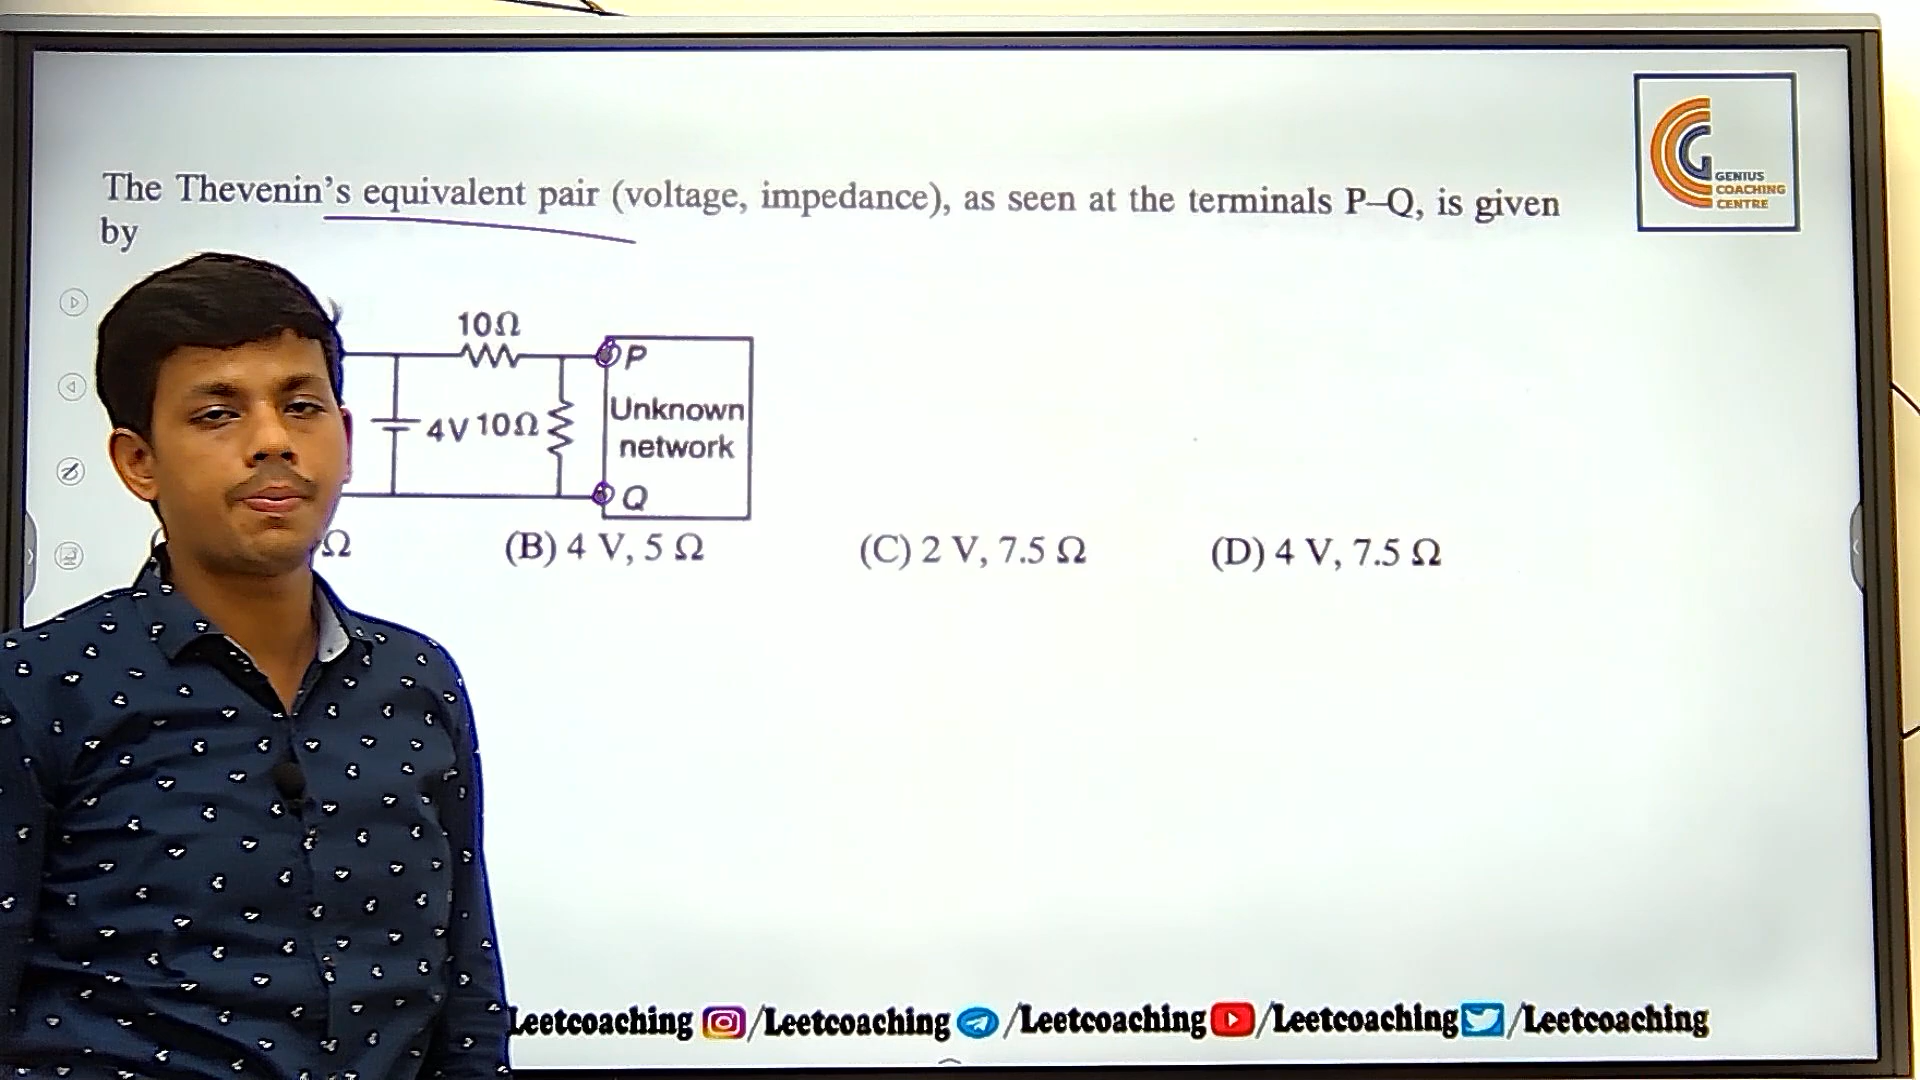 GENIUS
COACHING
CENTRE
The Thevenin’s equivalent pair (voltage, impedance), as seen at the terminals P–Q, is given
by
10Ω
P
Unknown
network
4V 10Ω
Q
Ω (B) 4 V, 5 Ω (C) 2 V, 7.5 Ω (D) 4 V, 7.5 Ω
Leetcoaching /Leetcoaching /Leetcoaching /Leetcoaching /Leetcoaching